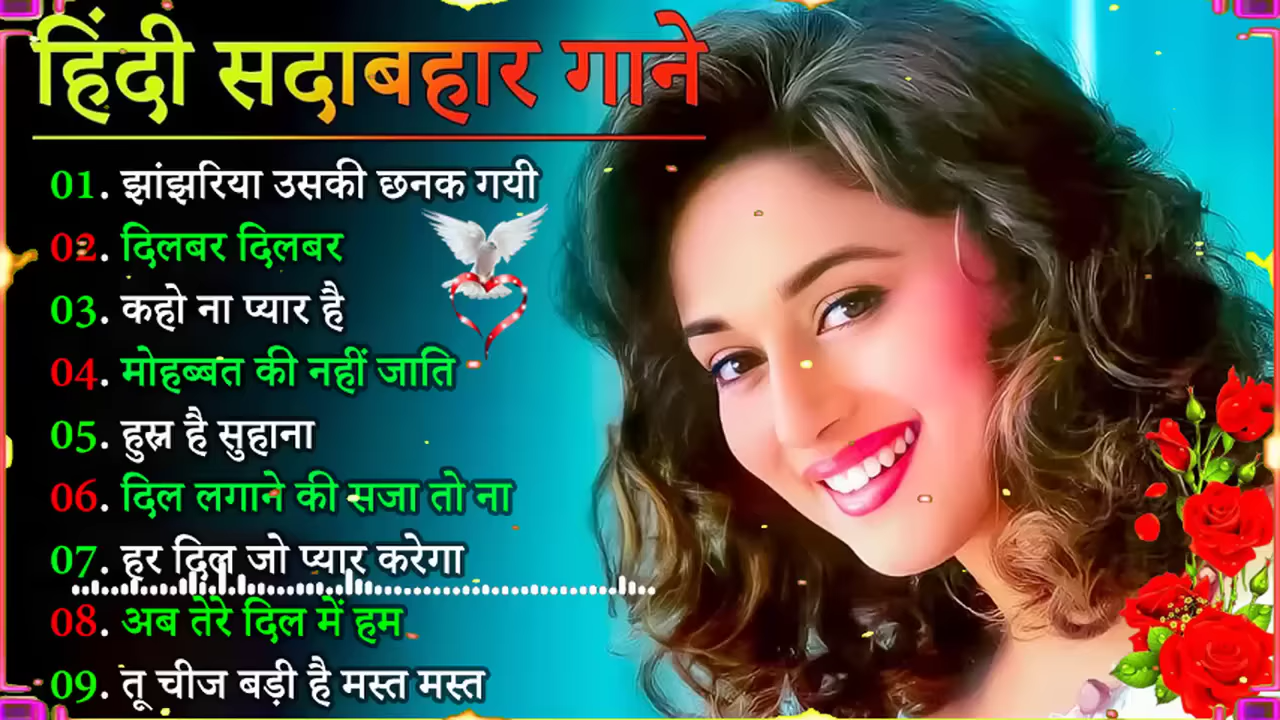 हिंदी सदाबहार गाने
01. झांझरिया उसकी छनक गयी
02. दिलबर दिलबर
03. कहो ना प्यार है
04. मोहब्बत की नहीं जाति
05. हुस्न है सुहाना
06. दिल लगाने की सजा तो ना
07. हर दिल जो प्यार करेगा
08. अब तेरे दिल में हम
09. तू चीज बड़ी है मस्त मस्त